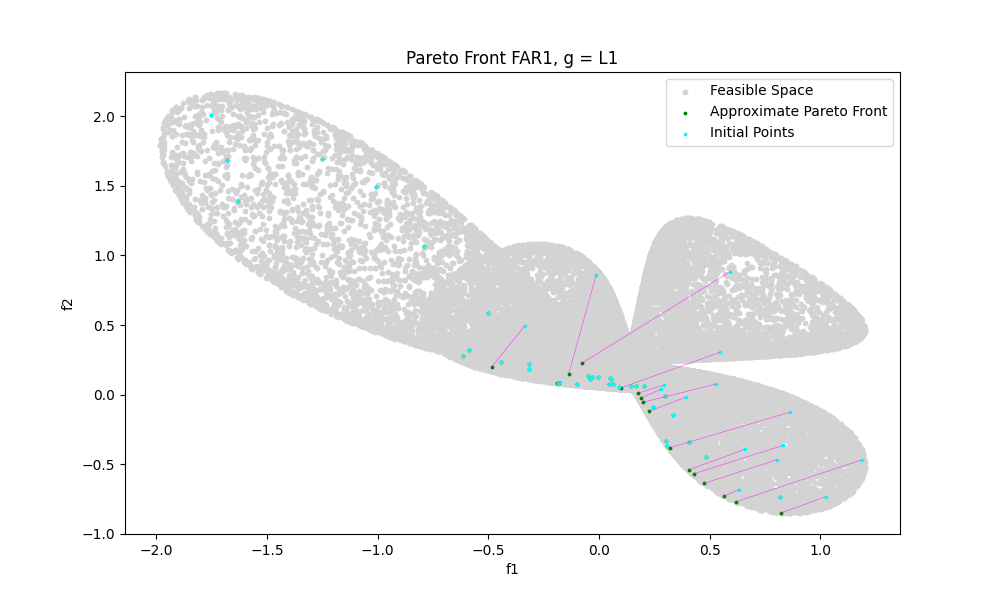 Pareto Front FAR1, g = L1
Feasible Space
Approximate Pareto Front
Initial Points
f2
2.0
1.5
1.0
0.5
0.0
−0.5
−1.0
−2.0 −1.5 −1.0 −0.5 0.0 0.5 1.0
f1